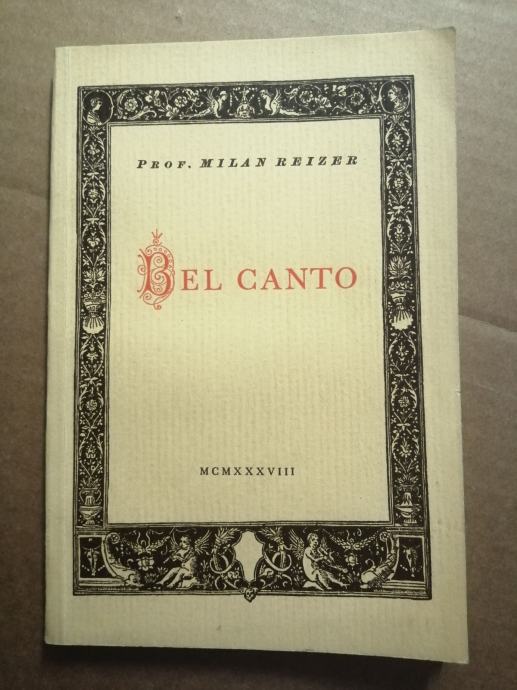 PROF. MILAN REIZER
BEL CANTO
MCMXXXVIII